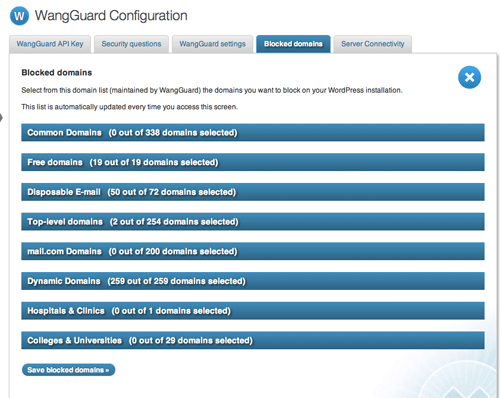 W WangGuard Configuration
WangGuard API Key Security questions WangGuard settings Blocked domains Server Connectivity
Blocked domains
Select from this domain list (maintained by WangGuard) the domains you want to block on your WordPress installation.
This list is automatically updated every time you access this screen.
Common Domains (0 out of 338 domains selected)
Free domains (19 out of 19 domains selected)
Disposable E-mail (50 out of 72 domains selected)
Top-level domains (2 out of 254 domains selected)
mail.com Domains (0 out of 200 domains selected)
Dynamic Domains (259 out of 259 domains selected)
Hospitals & Clinics (0 out of 1 domains selected)
Colleges & Universities (0 out of 29 domains selected)
Save blocked domains »